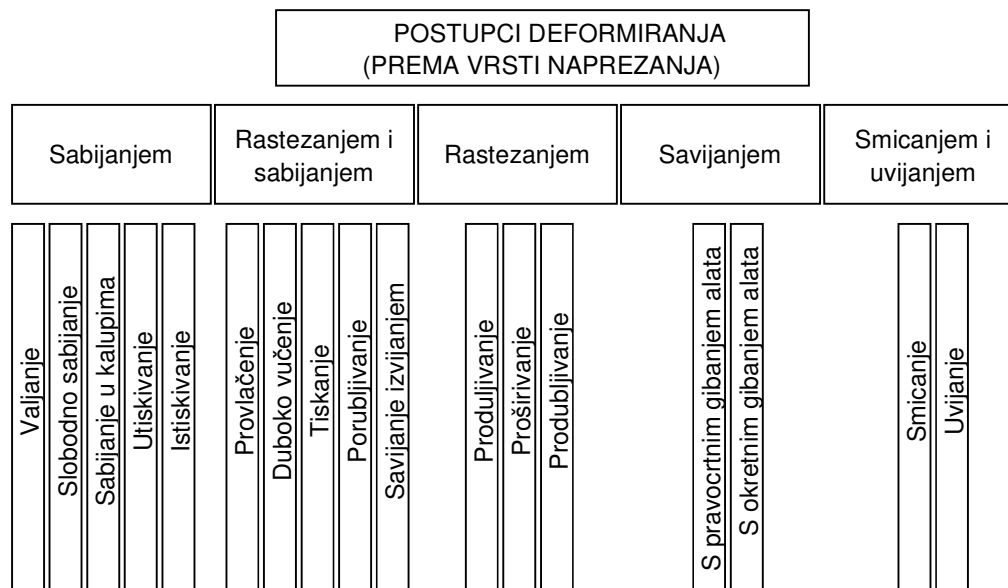 POSTUPCI DEFORMIRANJA
(PREMA VRSTI NAPREZANJA)
Sabijanjem
Rastezanjem i
sabijanjem
Rastezanjem
Savijanjem
Smicanjem i
uvijanjem
Valjanje
Slobodno sabijanje
Sabijanje u kalupima
Utiskivanje
Istiskivanje
Provlačenje
Duboko vučenje
Tiskanje
Porubljivanje
Savijanje izvijanjem
Produljivanje
Proširivanje
Produbljivanje
S pravocrtnim gibanjem alata
S okretnim gibanjem alata
Smicanje
Uvijanje